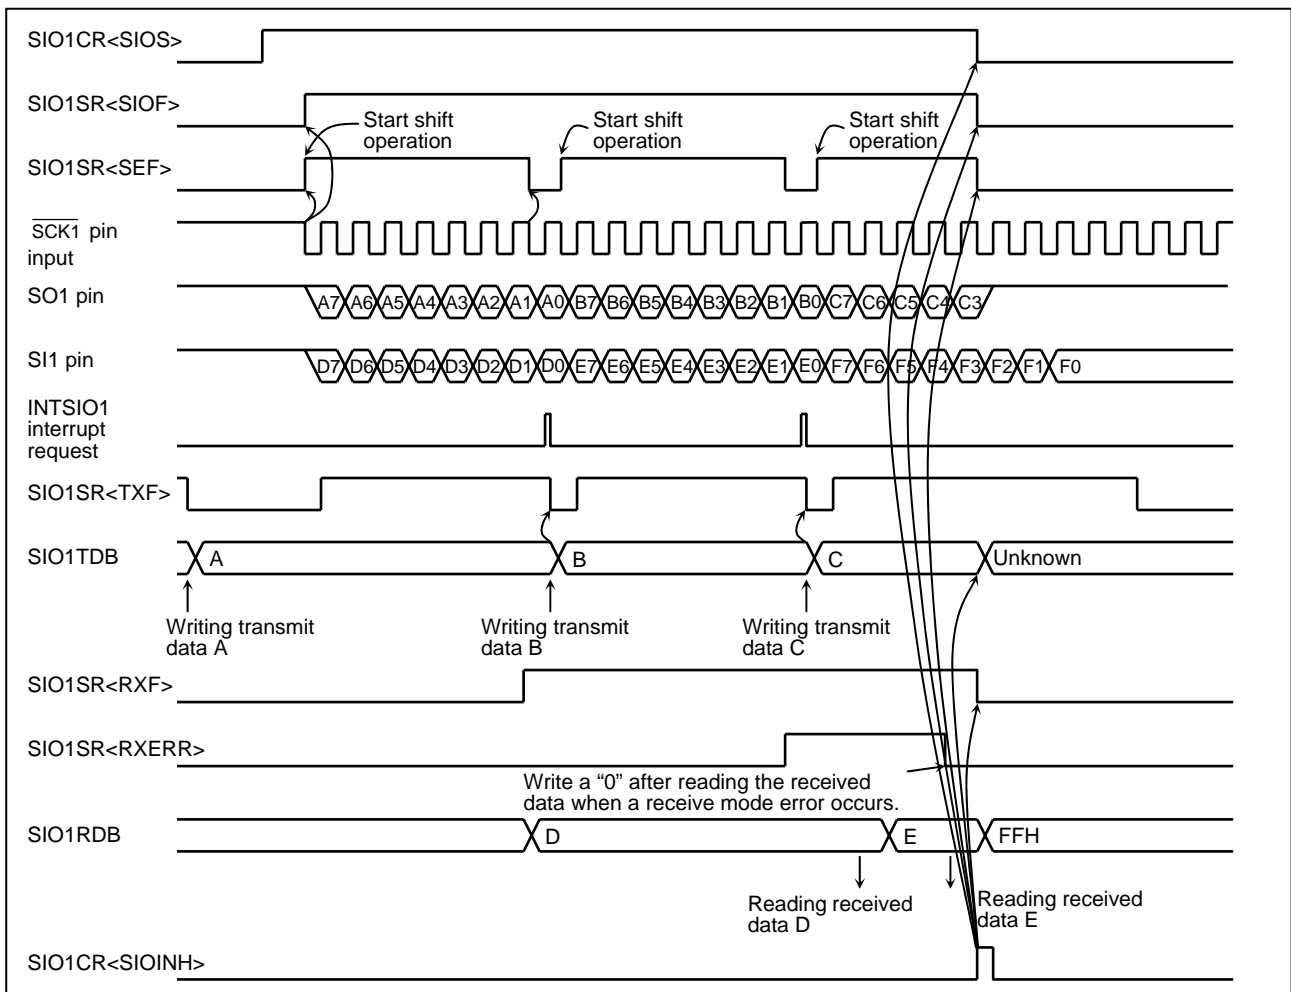 SIO1CR<SIOS>
SIO1SR<SIOF>
Start shift
operation
Start shift
operation
Start shift
operation
SIO1SR<SEF>
SCK1 pin
input
SO1 pin
A7 A6 A5 A4 A3 A2 A1 A0 B7 B6 B5 B4 B3 B2 B1 B0 C7 C6 C5 C4 C3
SI1 pin
D7 D6 D5 D4 D3 D2 D1 D0 E7 E6 E5 E4 E3 E2 E1 E0 F7 F6 F5 F4 F3 F2 F1 F0
INTSIO1
interrupt
request
SIO1SR<TXF>
SIO1TDB
A
B
C
Unknown
Writing transmit
data A
Writing transmit
data B
Writing transmit
data C
SIO1SR<RXF>
SIO1SR<RXERR>
Write a “0” after reading the received
data when a receive mode error occurs.
SIO1RDB
D
E
FFH
Reading received
data D
Reading received
data E
SIO1CR<SIOINH>